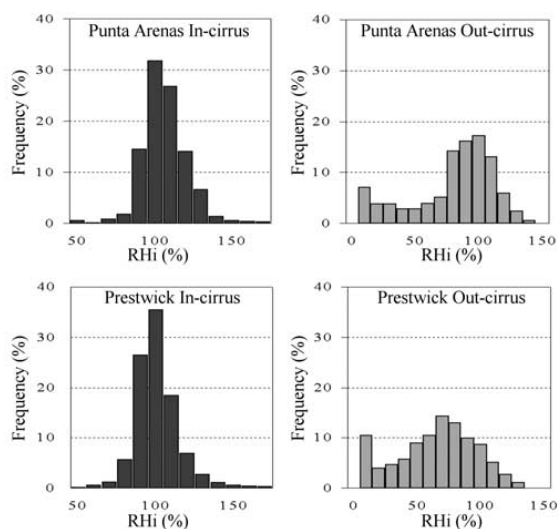 Punta Arenas In-cirrus
40
30
20
10
0
Frequency (%)
50 100 150
RHi (%)
Punta Arenas Out-cirrus
40
30
20
10
0
Frequency (%)
0 50 100 150
RHi (%)
Prestwick In-cirrus
40
30
20
10
0
Frequency (%)
50 100 150
RHi (%)
Prestwick Out-cirrus
40
30
20
10
0
Frequency (%)
0 50 100 150
RHi (%)